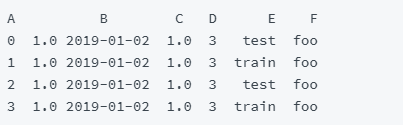 A B C D E F
0 1.0 2019-01-02 1.0 3 test foo
1 1.0 2019-01-02 1.0 3 train foo
2 1.0 2019-01-02 1.0 3 test foo
3 1.0 2019-01-02 1.0 3 train foo